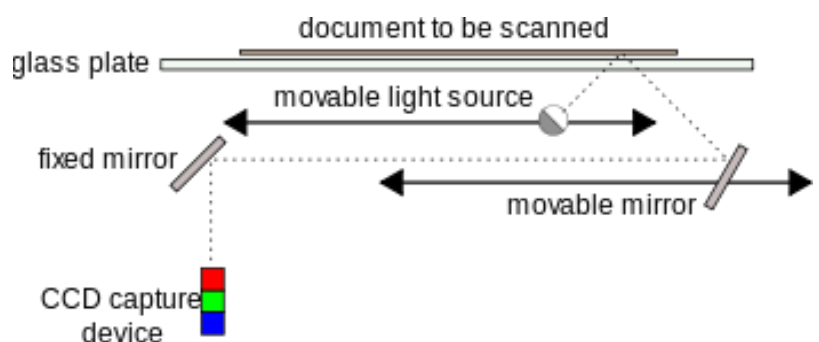 document to be scanned
glass plate
movable light source
fixed mirror
movable mirror
CCD capture
device